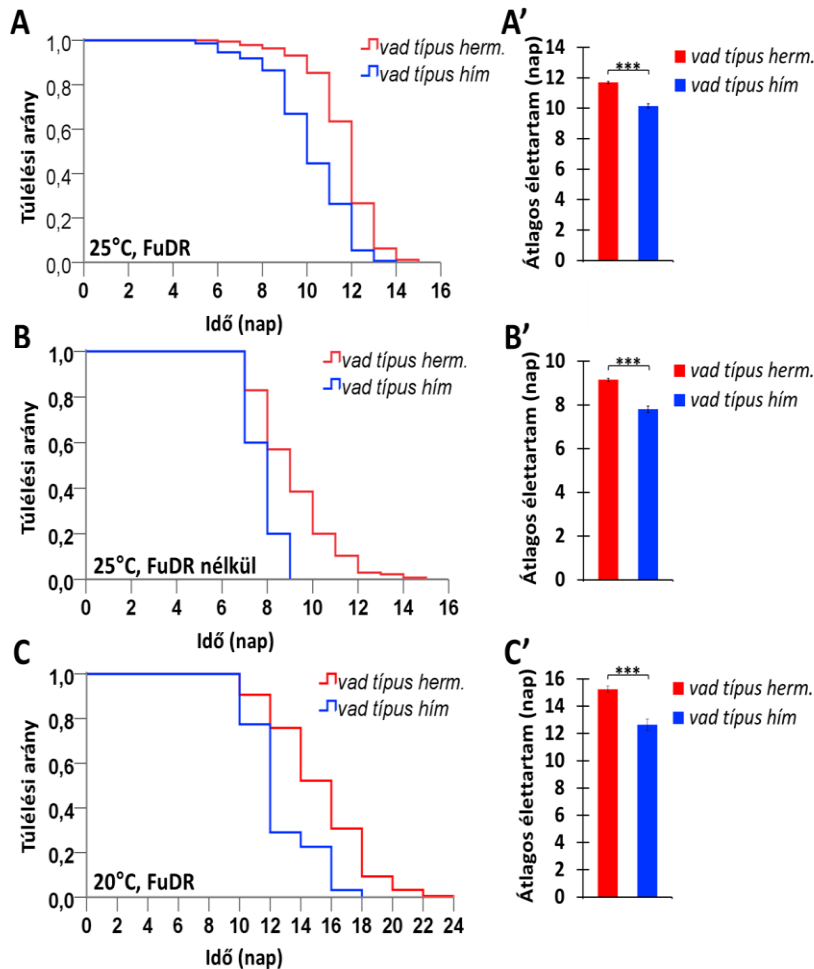 A
Túlélési arány
1,0
0,8
0,6
0,4
0,2
0,0
vad típus herm.
vad típus hím
25°C, FuDR
0 2 4 6 8 10 12 14 16
Idő (nap)
A'
Átlagos élettartam (nap)
14
12
10
8
6
4
2
0
***
vad típus herm.
vad típus hím
B
Túlélési arány
1,0
0,8
0,6
0,4
0,2
0,0
vad típus herm.
vad típus hím
25°C, FuDR nélkül
0 2 4 6 8 10 12 14 16
Idő (nap)
B'
Átlagos élettartam (nap)
10
8
6
4
2
0
***
vad típus herm.
vad típus hím
C
Túlélési arány
1,0
0,8
0,6
0,4
0,2
0,0
vad típus herm.
vad típus hím
20°C, FuDR
0 2 4 6 8 10 12 14 16 18 20 22 24
Idő (nap)
C'
Átlagos élettartam (nap)
16
14
12
10
8
6
4
2
0
***
vad típus herm.
vad típus hím